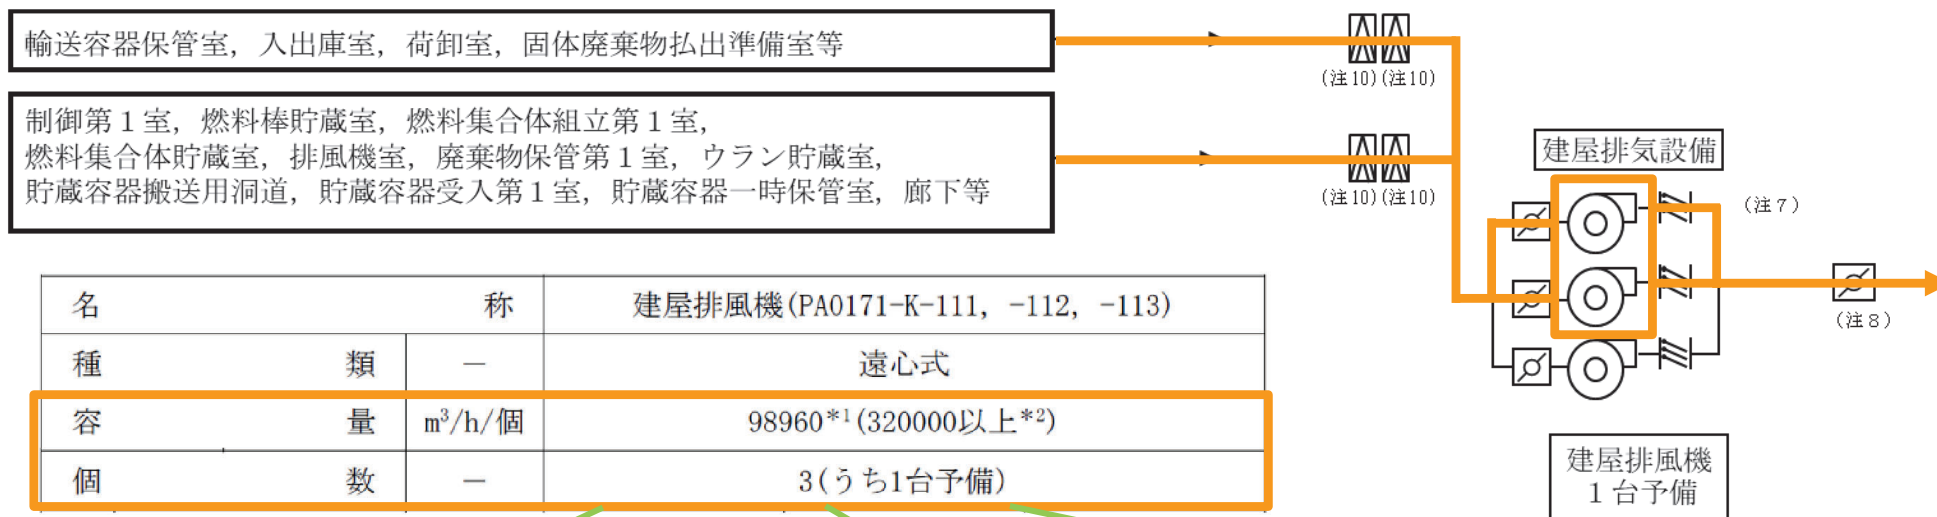 輸送容器保管室, 入出庫室, 荷卸室, 固体廃棄物払出準備室等
(注10)(注10)
制御第1室, 燃料棒貯蔵室, 燃料集合体組立第1室,
燃料集合体貯蔵室, 排風機室, 廃棄物保管第1室, ウラン貯蔵室,
貯蔵容器搬送用洞道, 貯蔵容器受入第1室, 貯蔵容器一時保管室, 廊下等
(注10)(注10)
建屋排気設備
(注7)
(注8)
名称 建屋排風機(PA0171-K-111, -112, -113)
種類 － 遠心式
容量 m³/h/個 98960*1(320000以上*2)
個数 － 3(うち1台予備)
建屋排風機
1台予備